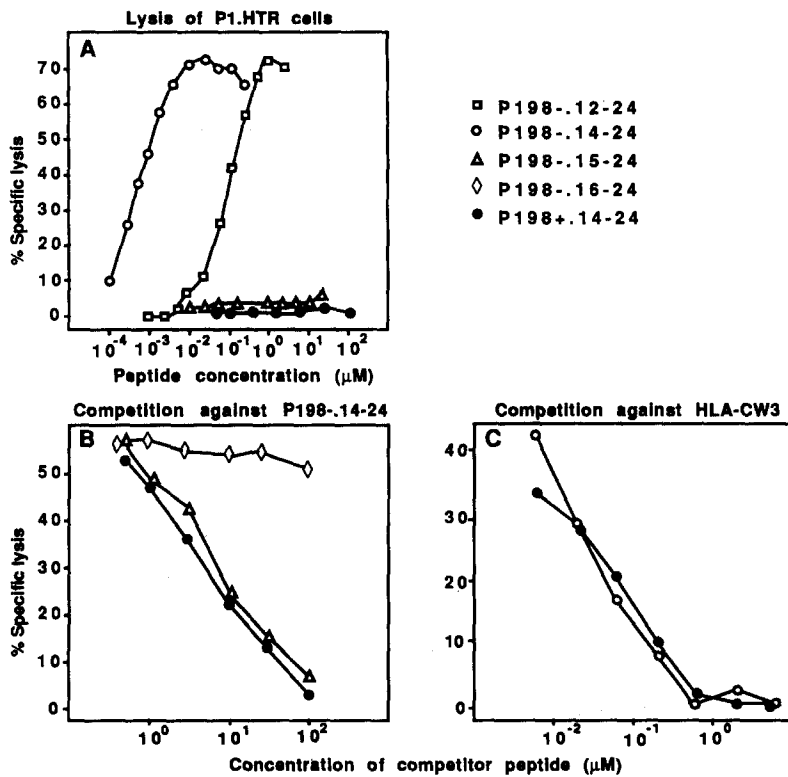 Lysis of P1.HTR cells
A
70
60
50
40
30
20
10
0
% Specific lysis
10-4 10-3 10-2 10-1 100 101 102
Peptide concentration (μM)
P198-.12-24
P198-.14-24
P198-.15-24
P198-.16-24
P198+.14-24
Competition against P198-.14-24
B
50
40
30
20
10
0
% Specific lysis
100 101 102
Competition against HLA-CW3
C
40
30
20
10
0
10-2 10-1 100
Concentration of competitor peptide (μM)